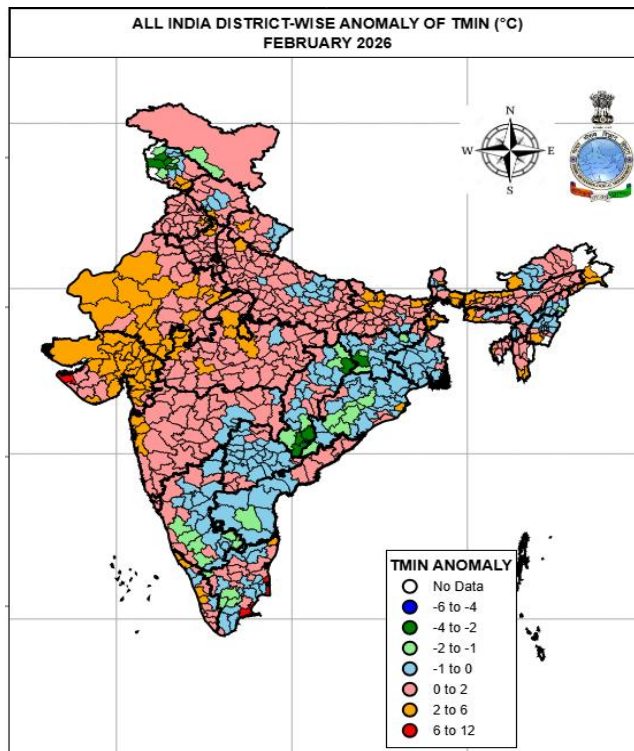 ALL INDIA DISTRICT-WISE ANOMALY OF TMIN (°C)
FEBRUARY 2026
N
W
E
S
TMIN ANOMALY
No Data
-6 to -4
-4 to -2
-2 to -1
-1 to 0
0 to 2
2 to 6
6 to 12